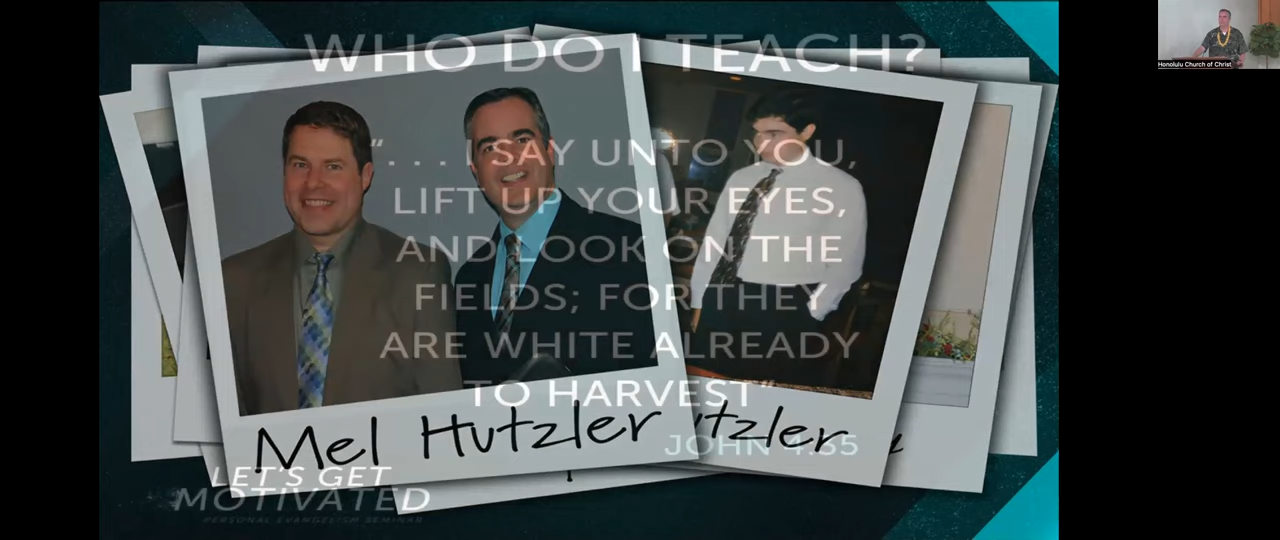 WHO DO I TEACH?
". . . I SAY UNTO YOU,
LIFT UP YOUR EYES,
AND LOOK ON THE
FIELDS; FOR THEY
ARE WHITE ALREADY
TO HARVEST"
JOHN 4:35
Mel Hutzler
utzler
LET'S GET
MOTIVATED
PERSONAL EVANGELISM SEMINAR
Honolulu Church of Christ